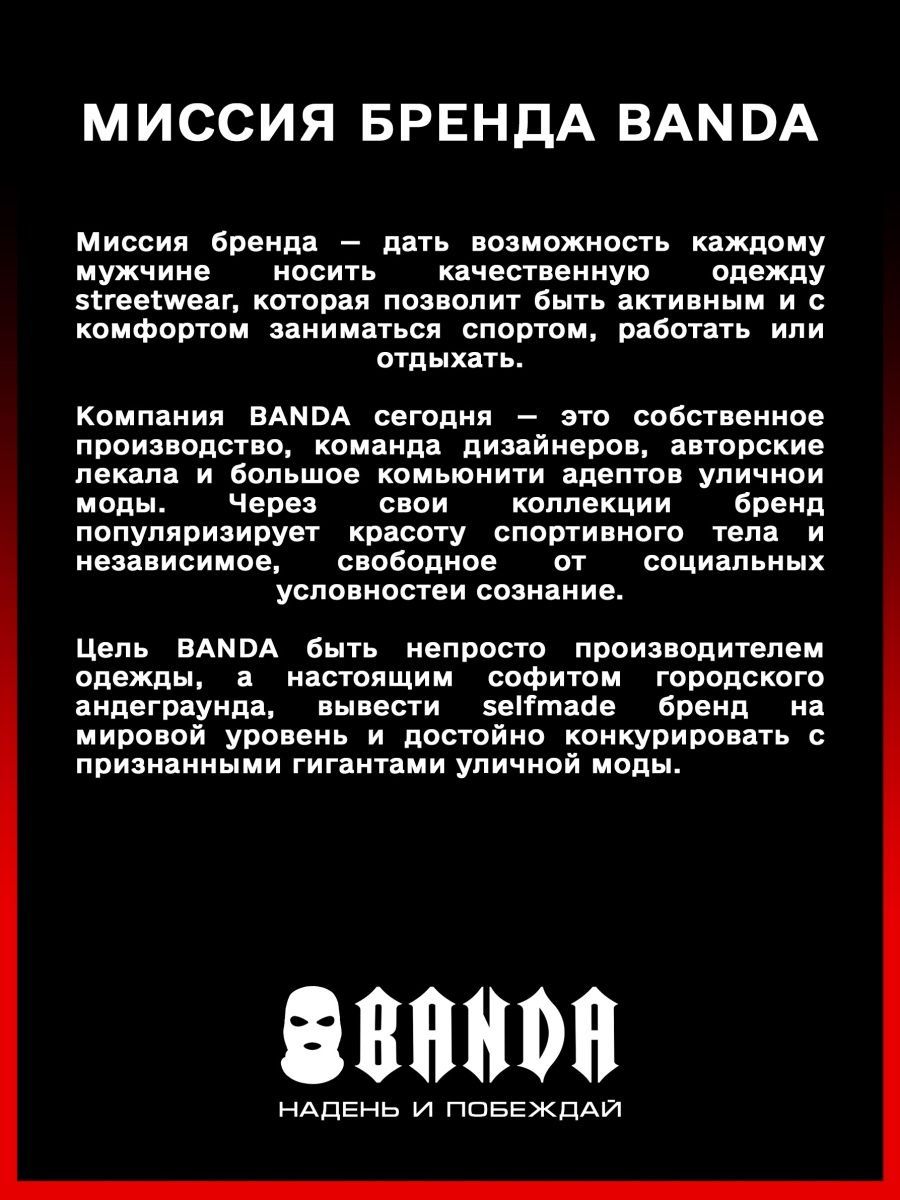 МИССИЯ БРЕНДА BANDA
Миссия бренда — дать возможность каждому
мужчине носить качественную одежду
streetwear, которая позволит быть активным и с
комфортом заниматься спортом, работать или
отдыхать.
Компания BANDA сегодня — это собственное
производство, команда дизайнеров, авторские
лекала и большое комьюнити адептов уличнои
моды. Через свои коллекции бренд
популяризирует красоту спортивного тела и
независимое, свободное от социальных
условностеи сознание.
Цель BANDA быть непросто производителем
одежды, а настоящим софитом городского
андеграунда, вывести selfmade бренд на
мировой уровень и достойно конкурировать с
признанными гигантами уличной моды.
BANDA
НАДЕНЬ И ПОБЕЖДАЙ